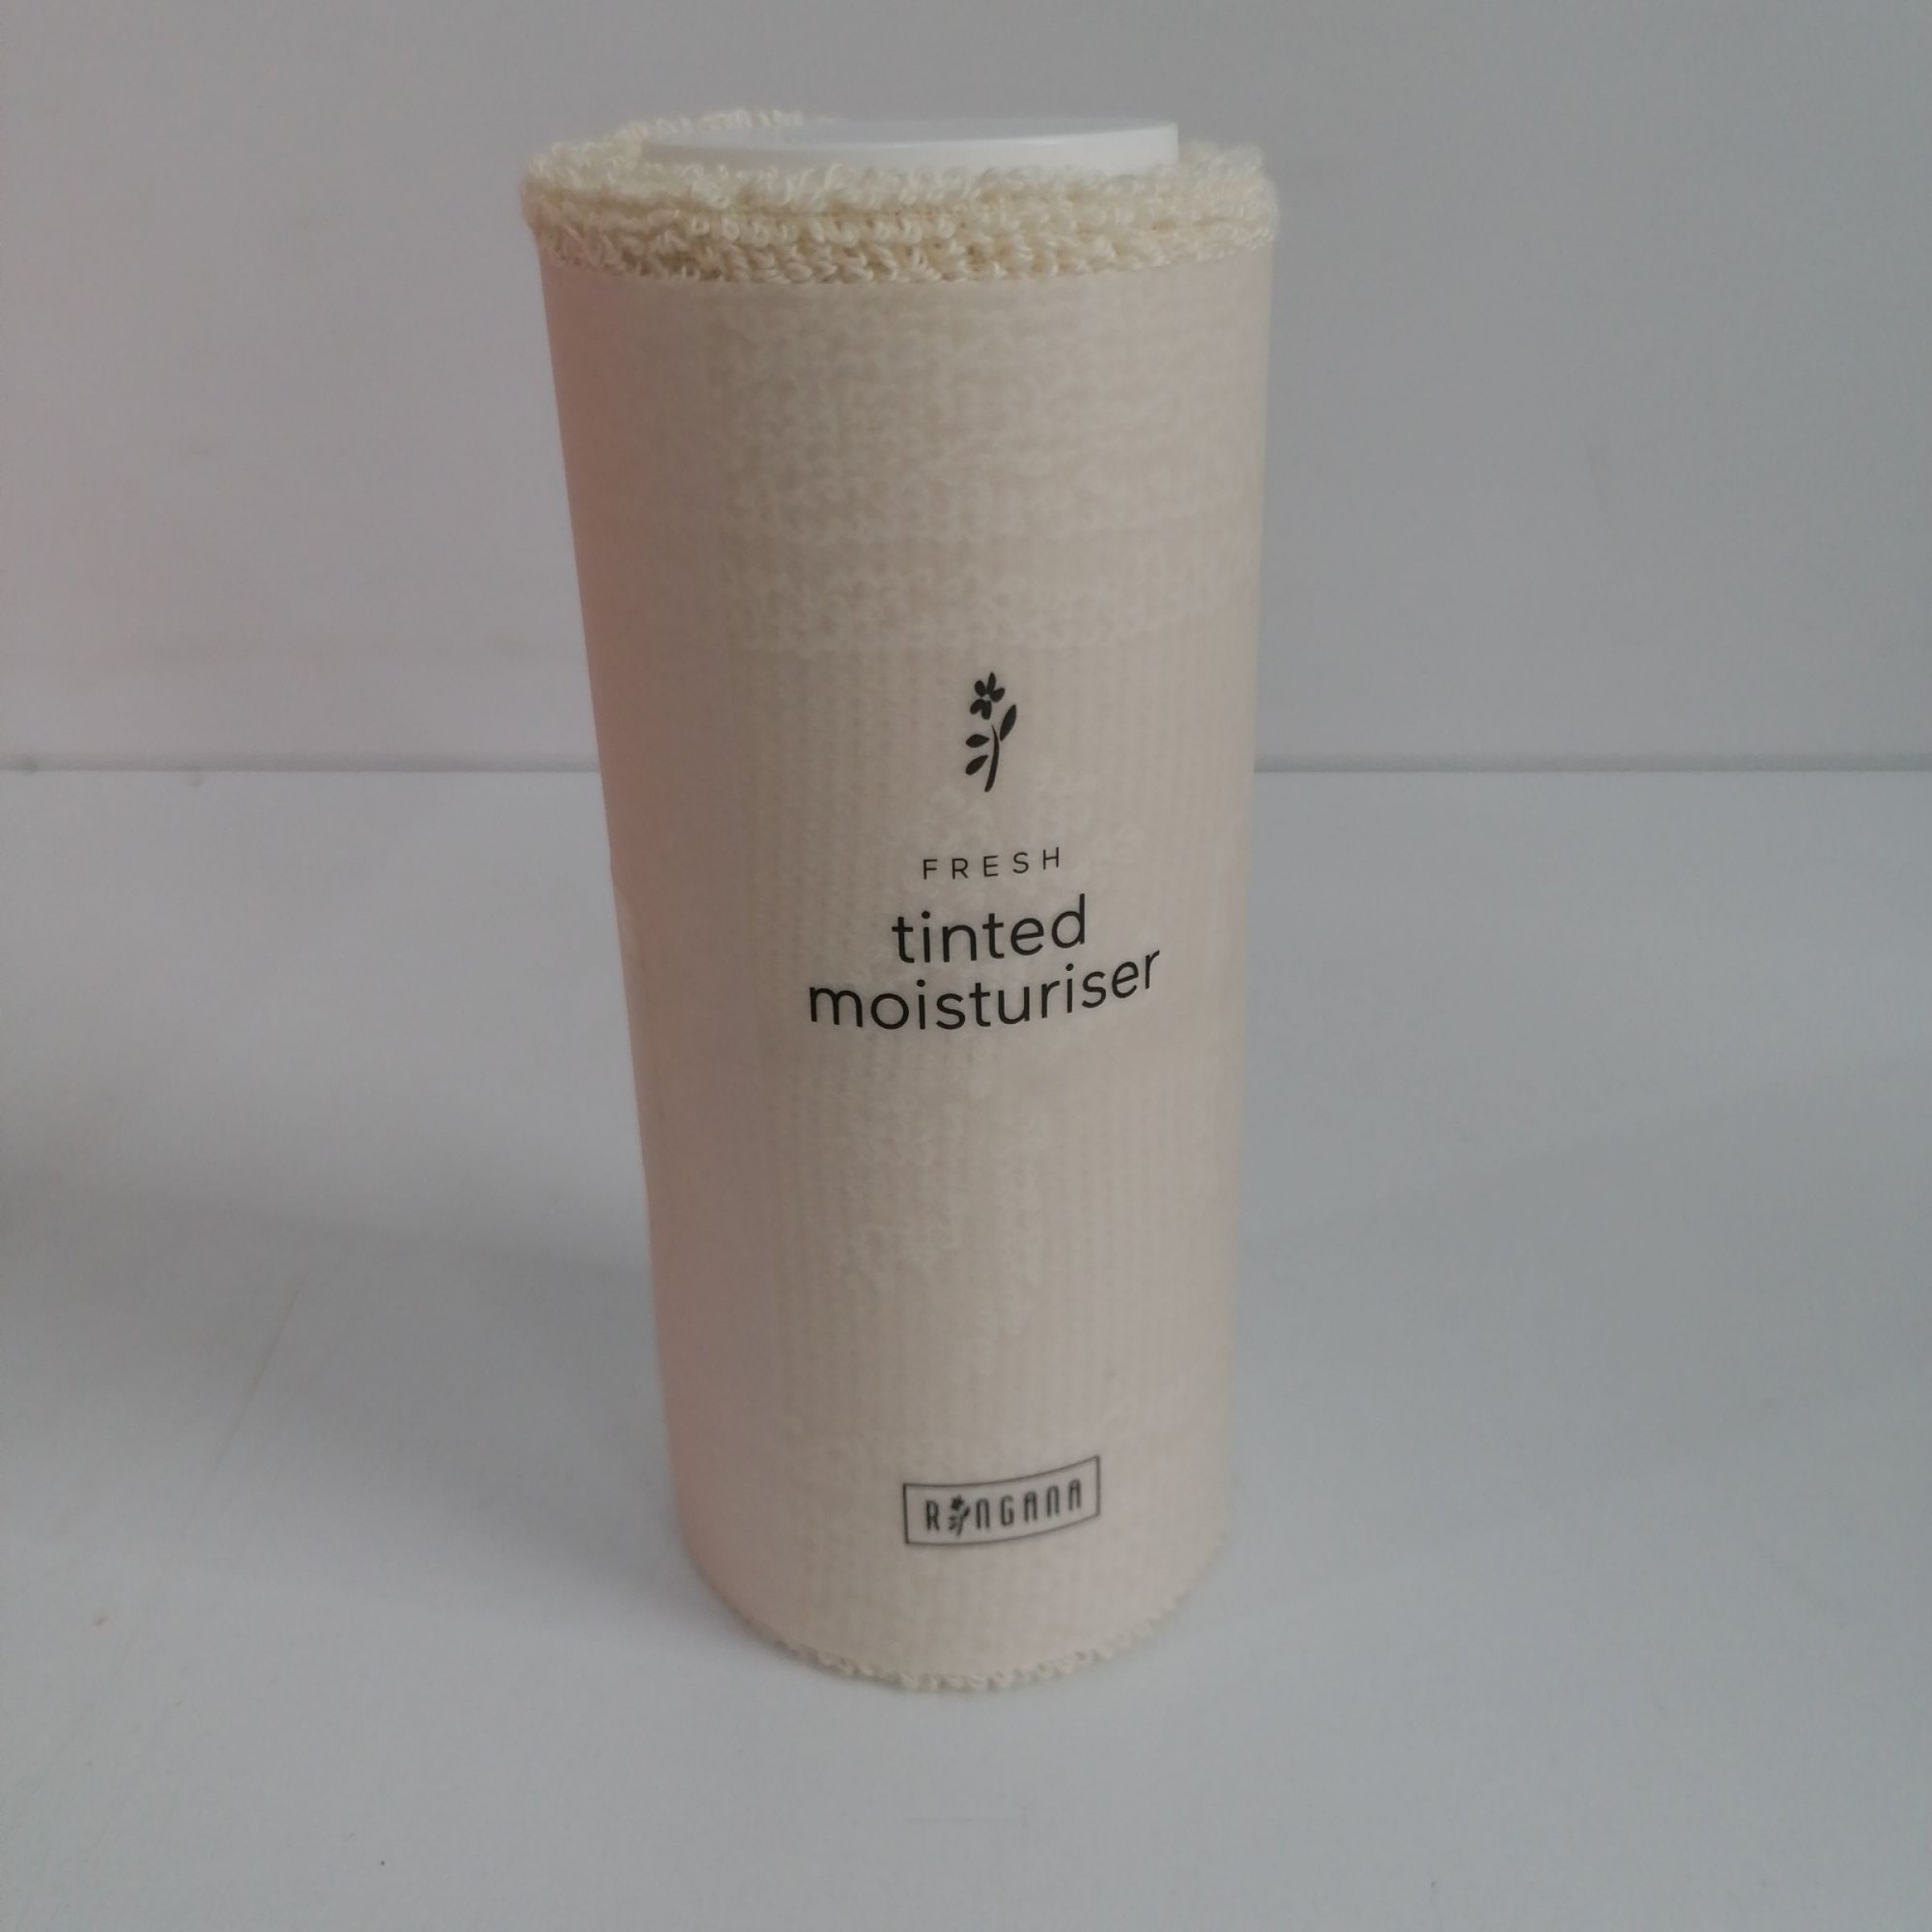 FRESH
tinted
moisturiser
RINGANA